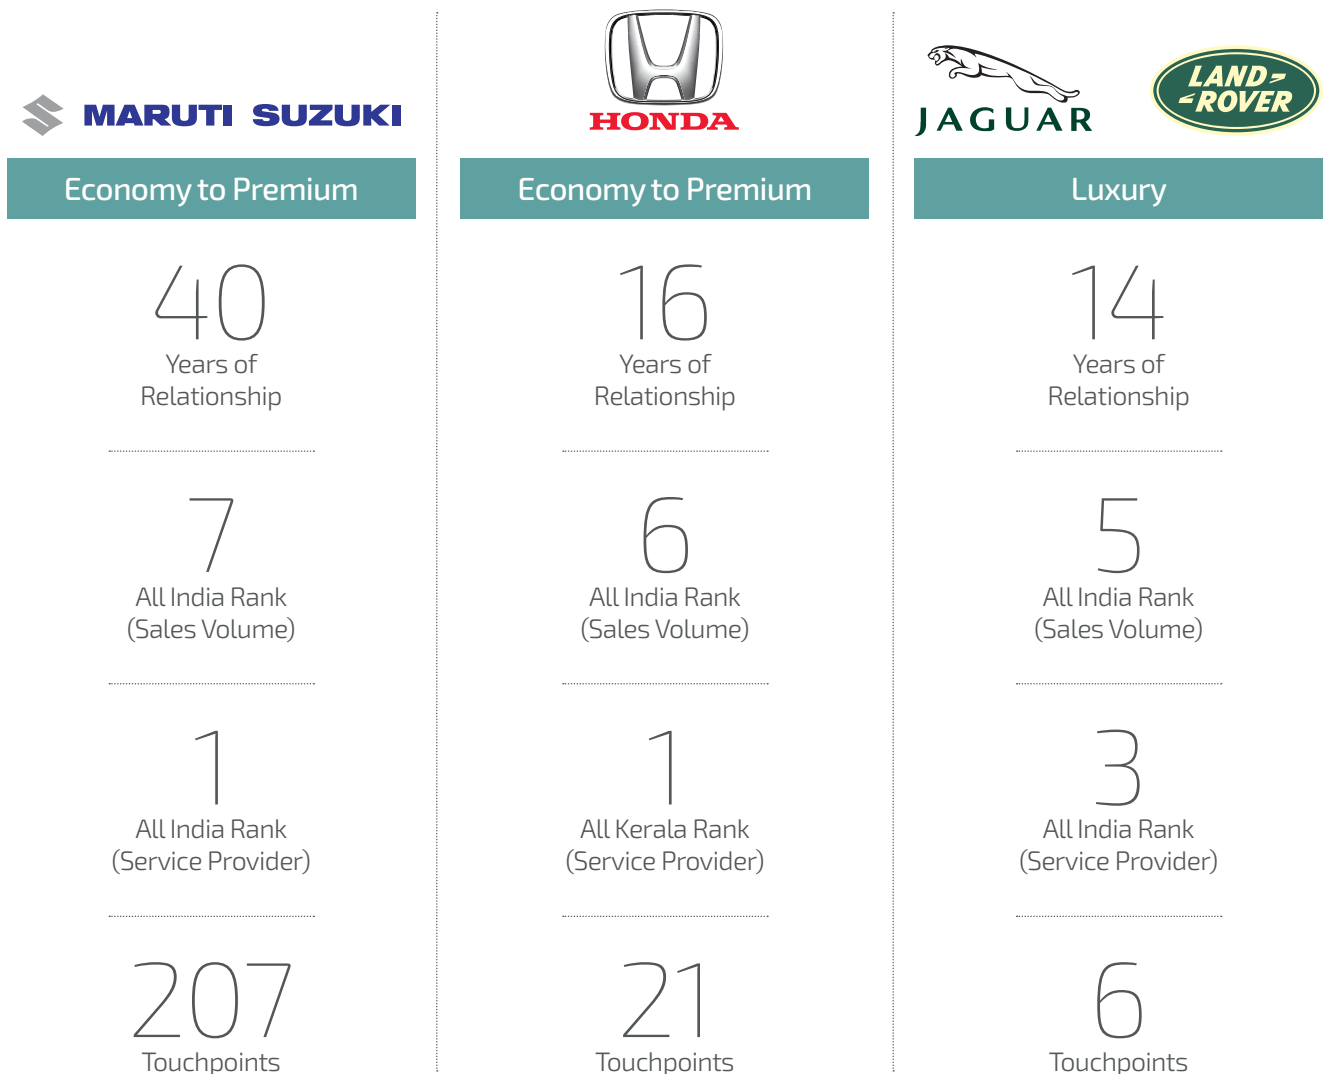 MARUTI SUZUKI
Economy to Premium
40
Years of
Relationship
7
All India Rank
(Sales Volume)
1
All India Rank
(Service Provider)
207
Touchpoints
HONDA
Economy to Premium
16
Years of
Relationship
6
All India Rank
(Sales Volume)
1
All Kerala Rank
(Service Provider)
21
Touchpoints
JAGUAR
LAND-
-ROVER
Luxury
14
Years of
Relationship
5
All India Rank
(Sales Volume)
3
All India Rank
(Service Provider)
6
Touchpoints